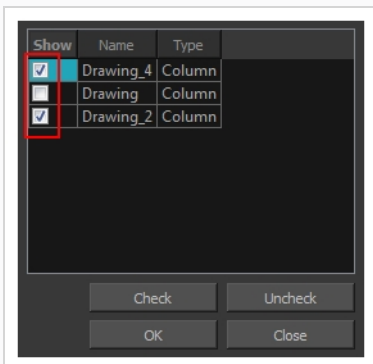 Show Name Type
Drawing_4 Column
Drawing Column
Drawing_2 Column
Check Uncheck
OK Close